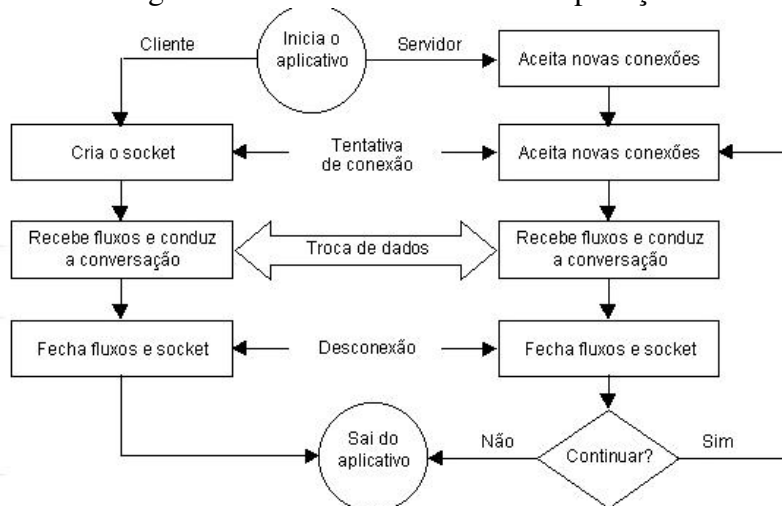 Cliente
Inicia o
aplicativo
Servidor
Aceita novas conexões
Cria o socket
Tentativa
de conexão
Aceita novas conexões
Recebe fluxos e conduz
a conversação
Troca de dados
Recebe fluxos e conduz
a conversação
Fecha fluxos e socket
Desconexão
Fecha fluxos e socket
Sai do
aplicativo
Não
Continuar?
Sim